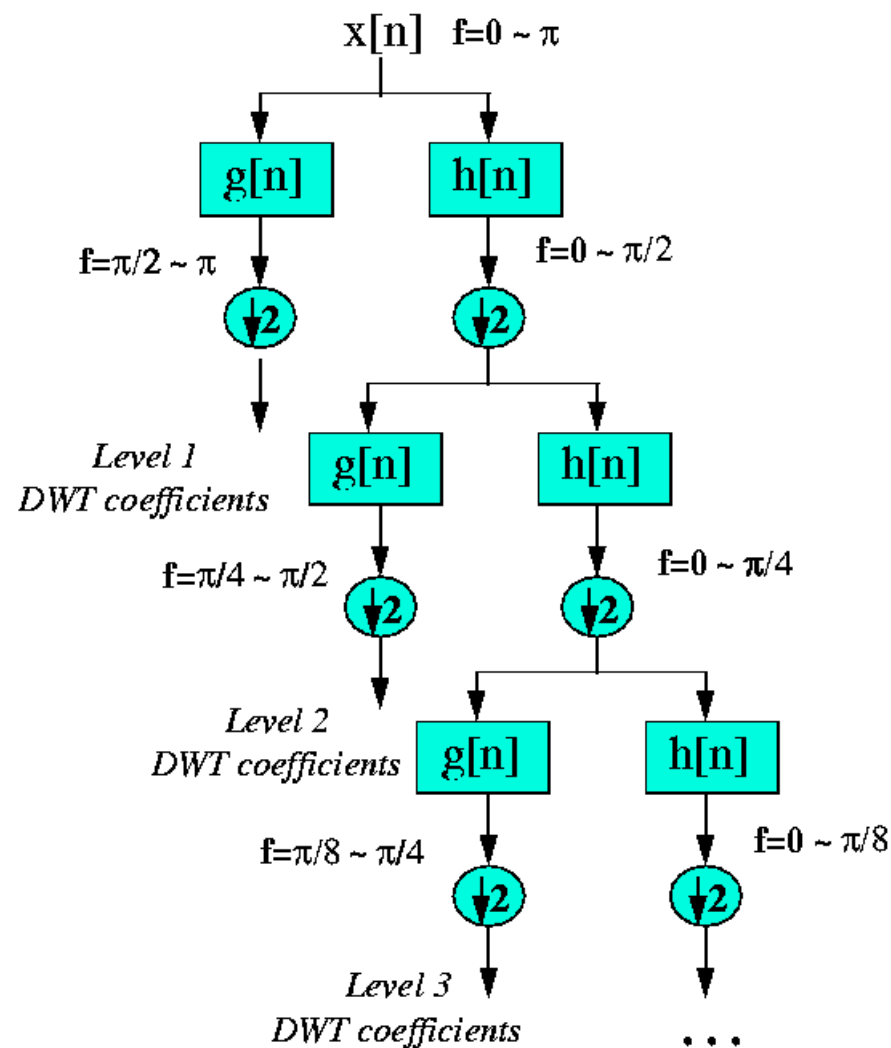 x[n] f=0 ~ π
g[n] h[n]
f=π/2 ~ π f=0 ~ π/2
↓2 ↓2
Level 1
DWT coefficients
g[n] h[n]
f=π/4 ~ π/2 f=0 ~ π/4
↓2 ↓2
Level 2
DWT coefficients
g[n] h[n]
f=π/8 ~ π/4 f=0 ~ π/8
↓2 ↓2
Level 3
DWT coefficients
...